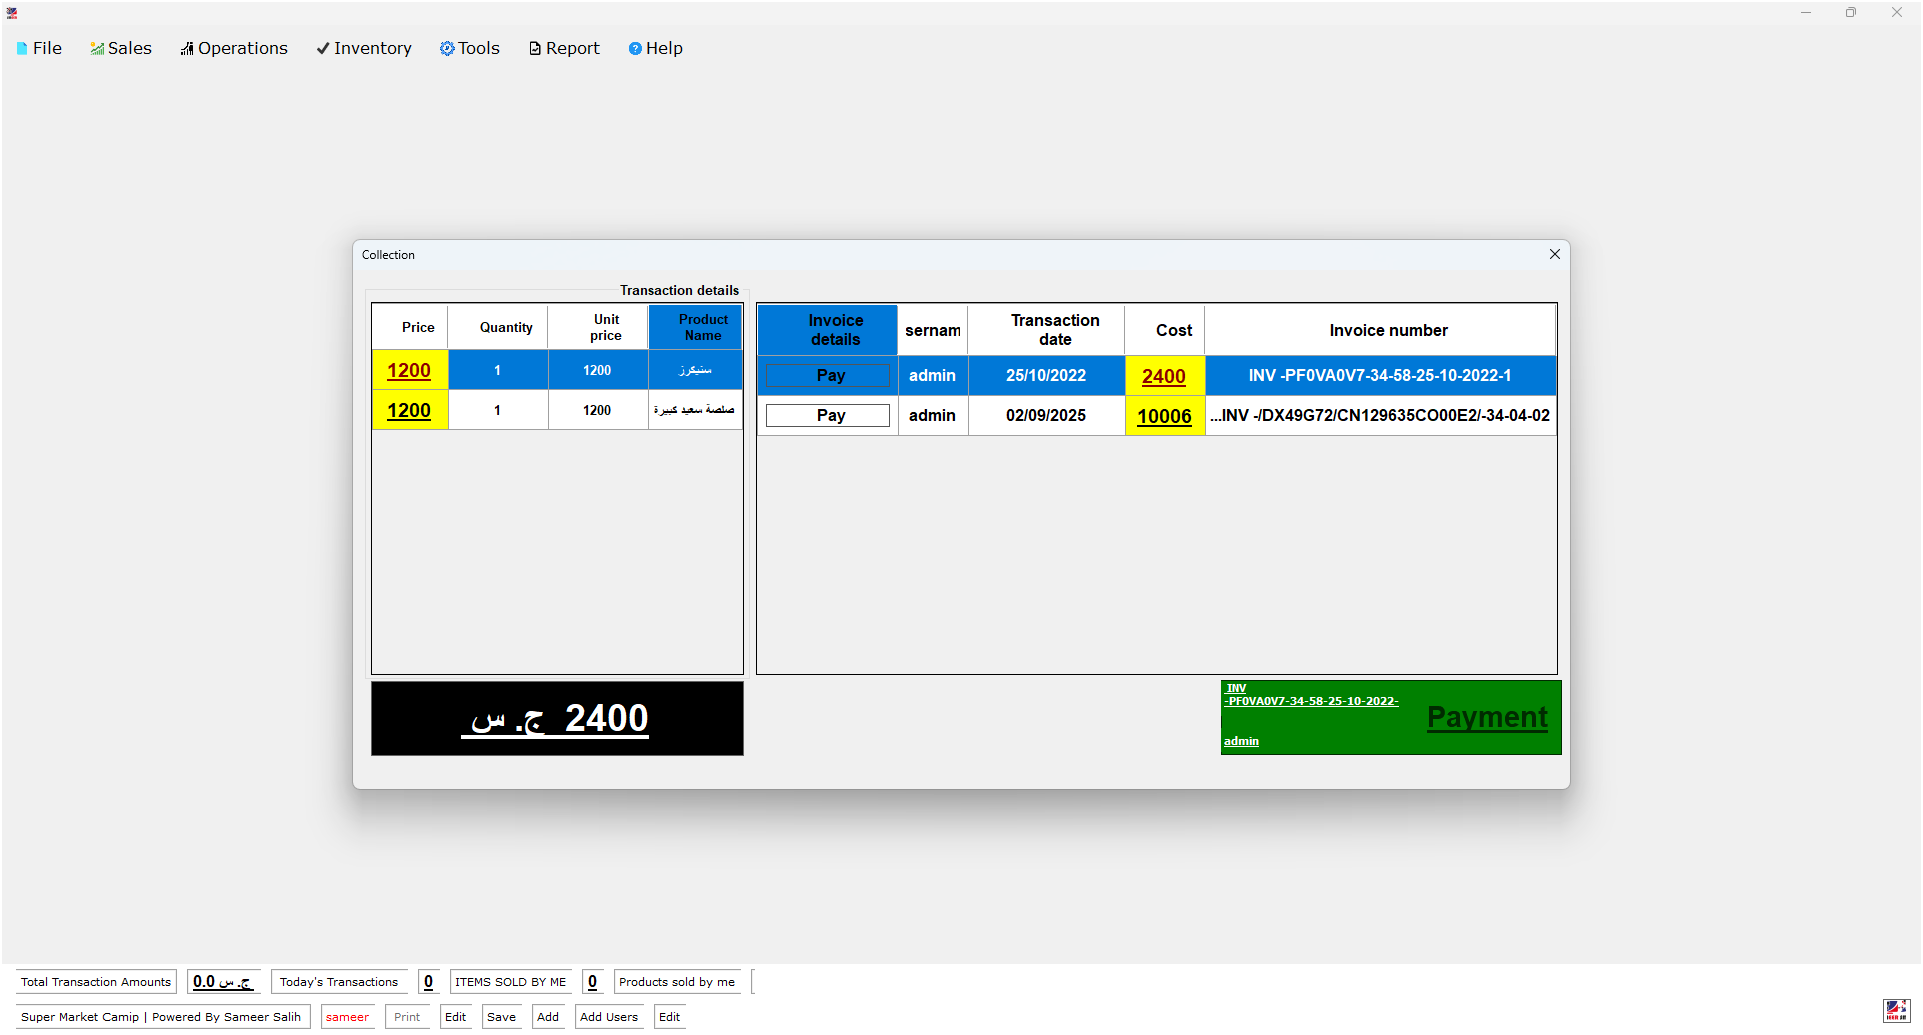 File Sales Operations Inventory Tools Report Help
Collection
Transaction details
Price Quantity Unit price Product Name
1200 1 1200 سنيكرز
1200 1 1200 صلصة سعيد كبيرة
Invoice details sernam Transaction date Cost Invoice number
Pay admin 25/10/2022 2400 INV -PF0VA0V7-34-58-25-10-2022-1
Pay admin 02/09/2025 10006 ...INV -/DX49G72/CN129635CO00E2/-34-04-02
2400 ج. س
INV
-PF0VA0V7-34-58-25-10-2022-
admin
Payment
Total Transaction Amounts 0.0 ج. س Today's Transactions 0 ITEMS SOLD BY ME 0 Products sold by me
Super Market Camip | Powered By Sameer Salih sameer Print Edit Save Add Add Users Edit